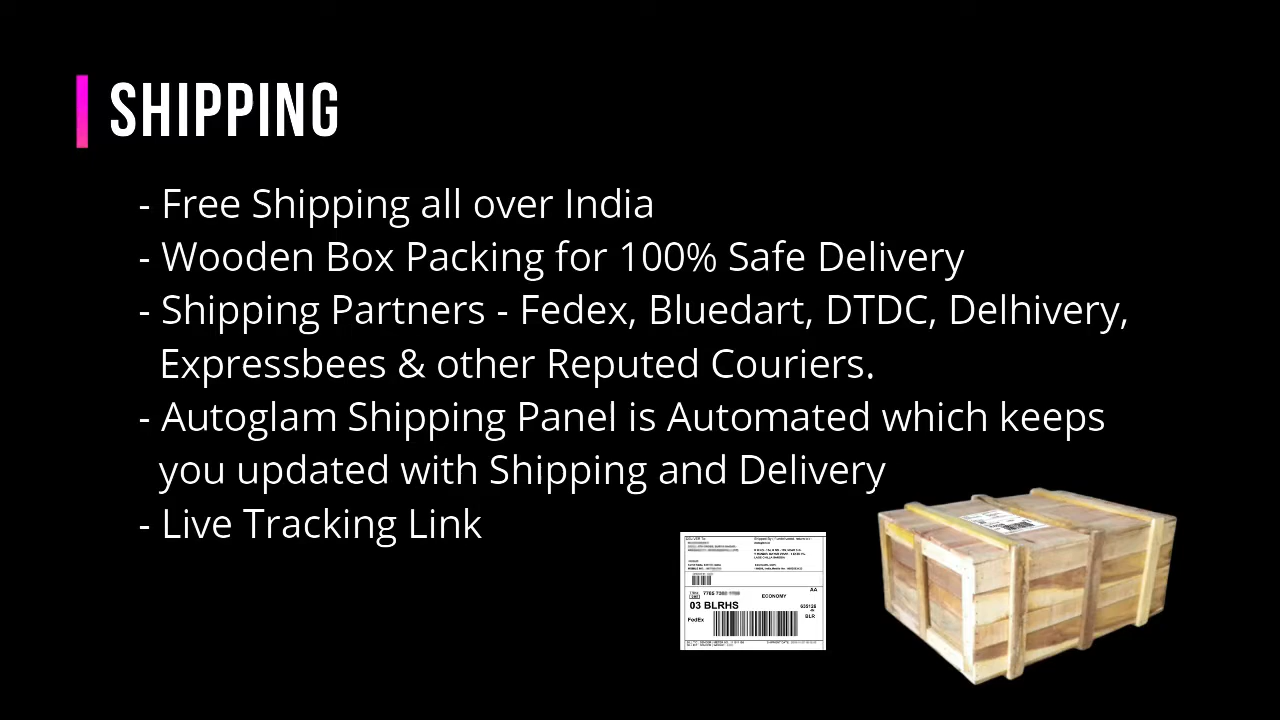 SHIPPING
- Free Shipping all over India
- Wooden Box Packing for 100% Safe Delivery
- Shipping Partners - Fedex, Bluedart, DTDC, Delhivery,
Expressbees & other Reputed Couriers.
- Autoglam Shipping Panel is Automated which keeps
you updated with Shipping and Delivery
- Live Tracking Link
ECONOMY
AA
03 BLRHS
FedEx
BLR